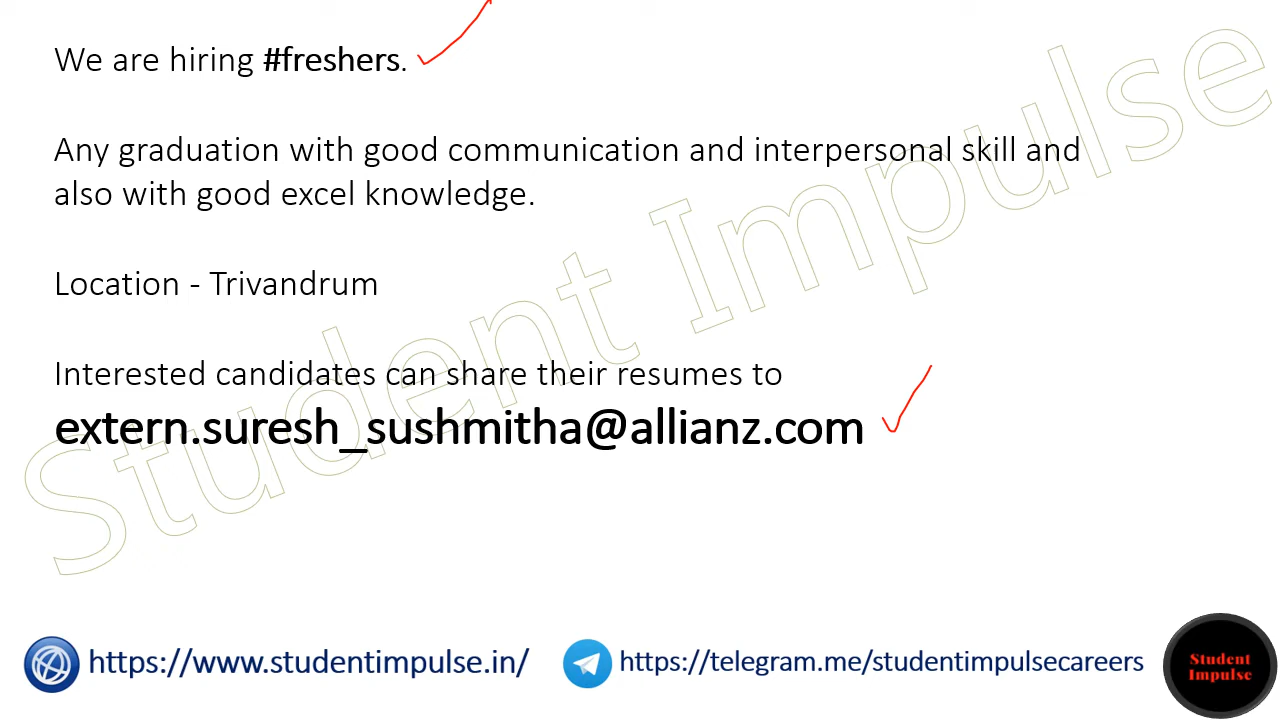 We are hiring #freshers.
Any graduation with good communication and interpersonal skill and
also with good excel knowledge.
Location - Trivandrum
Interested candidates can share their resumes to
extern.suresh_sushmitha@allianz.com
Student Impulse
https://www.studentimpulse.in/
https://telegram.me/studentimpulsecareers
Student
Impulse